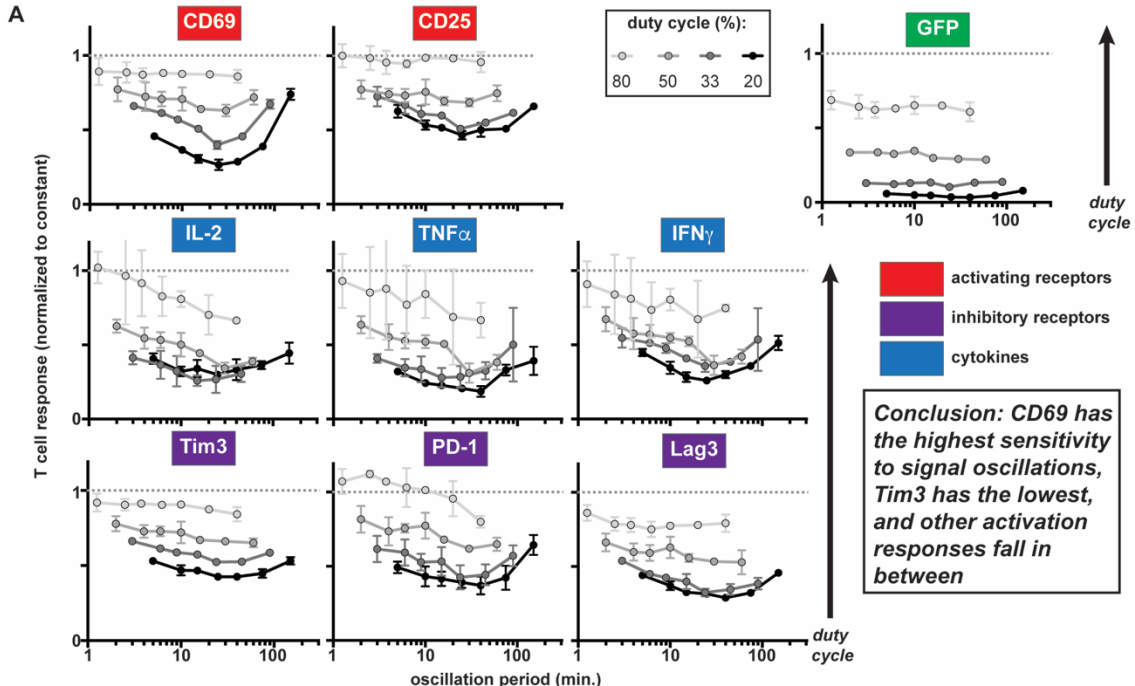 A
CD69
CD25
duty cycle (%):
80 50 33 20
GFP
1
0
1
0
1 10 100
duty
cycle
IL-2
TNFα
IFNγ
1
0
T cell response (normalized to constant)
activating receptors
inhibitory receptors
cytokines
Tim3
PD-1
Lag3
1
0
1 10 100
1 10 100
1 10 100
oscillation period (min.)
duty
cycle
Conclusion: CD69 has
the highest sensitivity
to signal oscillations,
Tim3 has the lowest,
and other activation
responses fall in
between